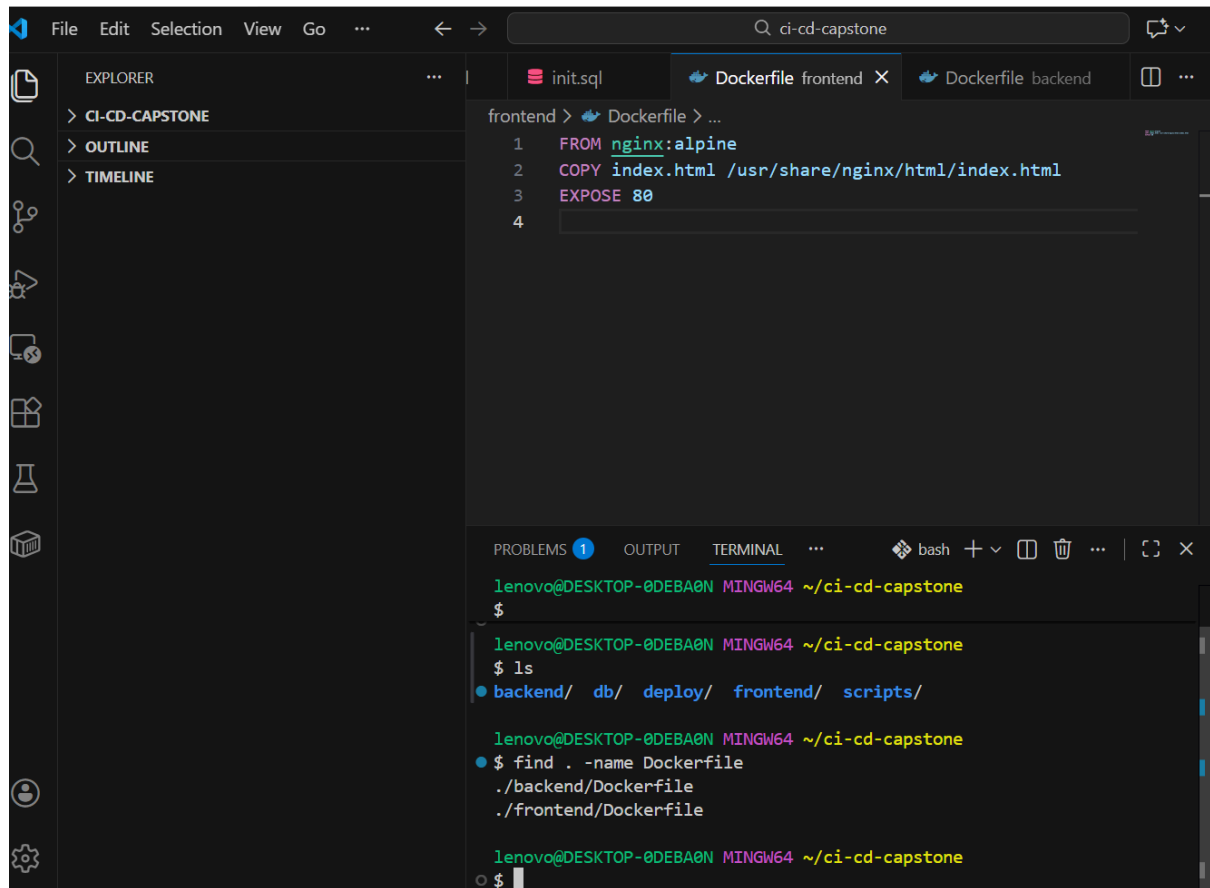 File Edit Selection View Go ... ci-cd-capstone
EXPLORER ...
CI-CD-CAPSTONE
OUTLINE
TIMELINE
init.sql Dockerfile frontend Dockerfile backend ...
frontend > Dockerfile > ...
1 FROM nginx:alpine
2 COPY index.html /usr/share/nginx/html/index.html
3 EXPOSE 80
4
PROBLEMS 1 OUTPUT TERMINAL ... bash ...
lenovo@DESKTOP-0DEBA0N MINGW64 ~/ci-cd-capstone
$
lenovo@DESKTOP-0DEBA0N MINGW64 ~/ci-cd-capstone
$ ls
backend/ db/ deploy/ frontend/ scripts/
lenovo@DESKTOP-0DEBA0N MINGW64 ~/ci-cd-capstone
$ find . -name Dockerfile
./backend/Dockerfile
./frontend/Dockerfile
lenovo@DESKTOP-0DEBA0N MINGW64 ~/ci-cd-capstone
$